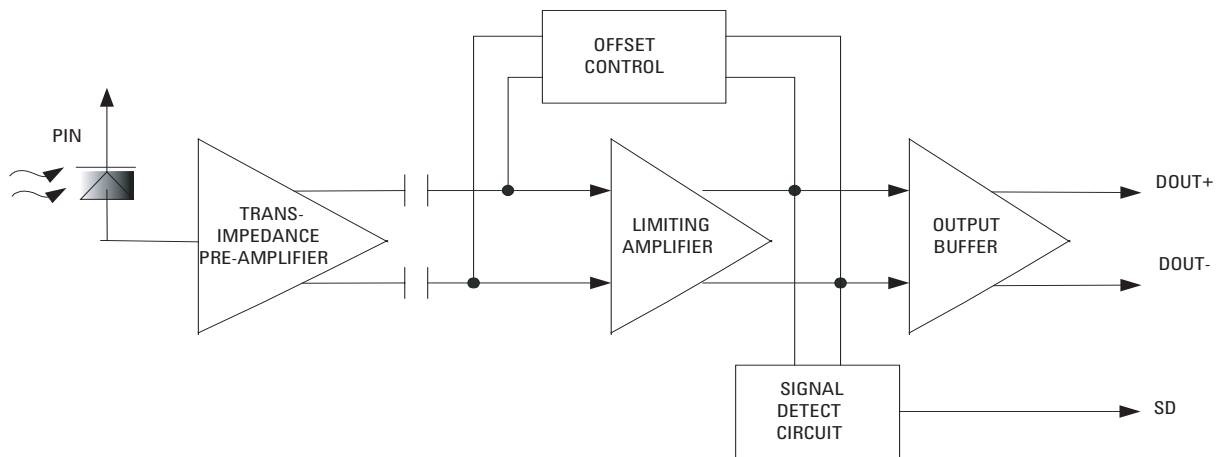 OFFSET
CONTROL
PIN
TRANS-
IMPEDANCE
PRE-AMPLIFIER
LIMITING
AMPLIFIER
OUTPUT
BUFFER
DOUT+
DOUT-
SIGNAL
DETECT
CIRCUIT
SD